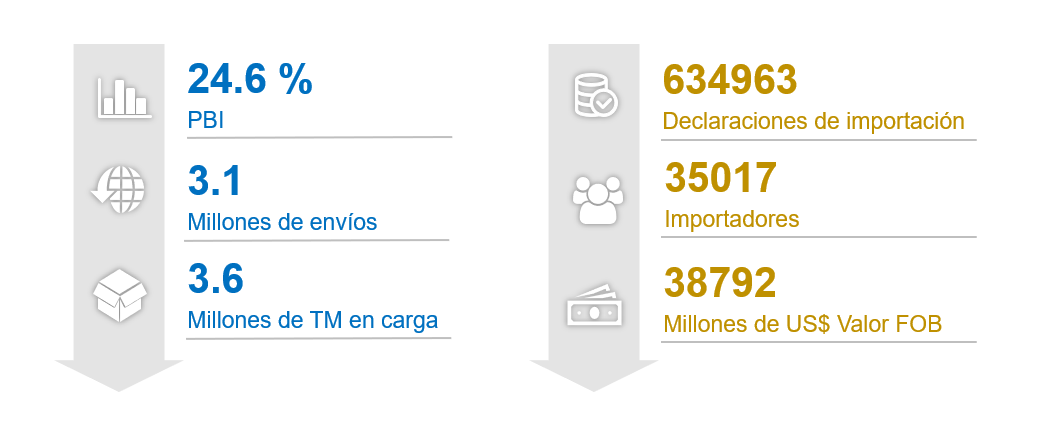 24.6 %
PBI
3.1
Millones de envíos
3.6
Millones de TM en carga
634963
Declaraciones de importación
35017
Importadores
38792
Millones de US$ Valor FOB